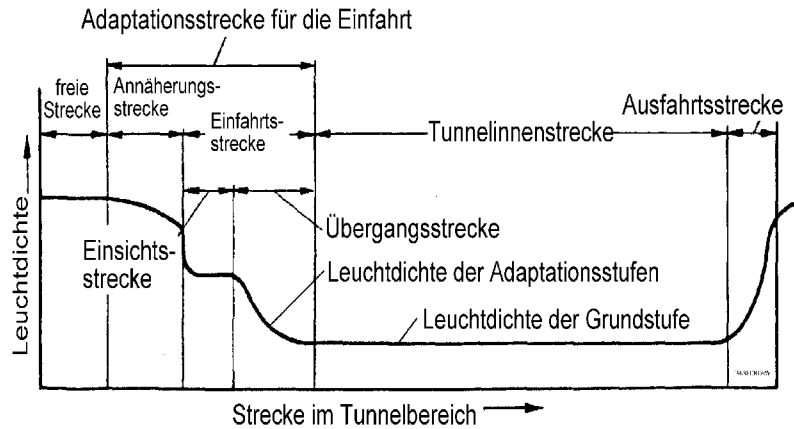 Adaptationsstrecke für die Einfahrt
freie
Strecke
Annäherungs-
strecke
Einfahrts-
strecke
Tunnelinnenstrecke
Ausfahrtsstrecke
Leuchtdichte
Einsichts-
strecke
Übergangsstrecke
Leuchtdichte der Adaptationsstufen
Leuchtdichte der Grundstufe
Strecke im Tunnelbereich